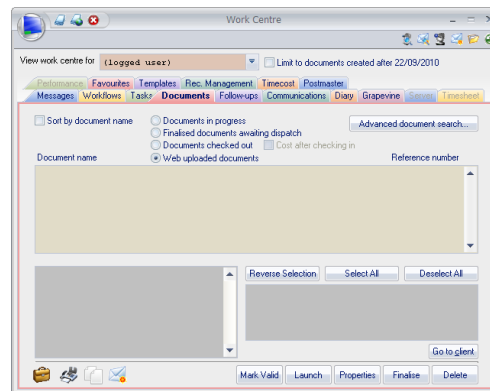 Work Centre
View work centre for (logged user) Limit to documents created after 22/09/2010
Performance Favourites Templates Rec. Management Timecost Postmaster
Messages Workflows Tasks Documents Follow-ups Communications Diary Grapevine Server Timesheet
Sort by document name
Documents in progress
Advanced document search...
Finalised documents awaiting dispatch
Documents checked out Cost after checking in
Web uploaded documents
Document name Reference number
Reverse Selection Select All Deselect All
Go to client
Mark Valid Launch Properties Finalise Delete